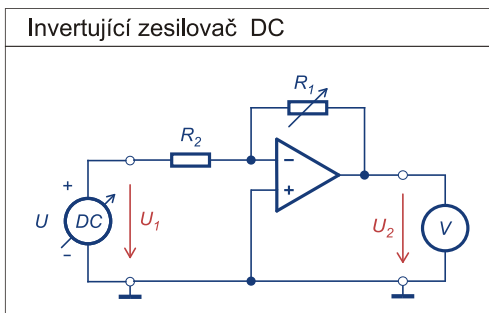 Invertující zesilovač DC
R1
R2
−
+
+
U
DC
−
U1
U2
V